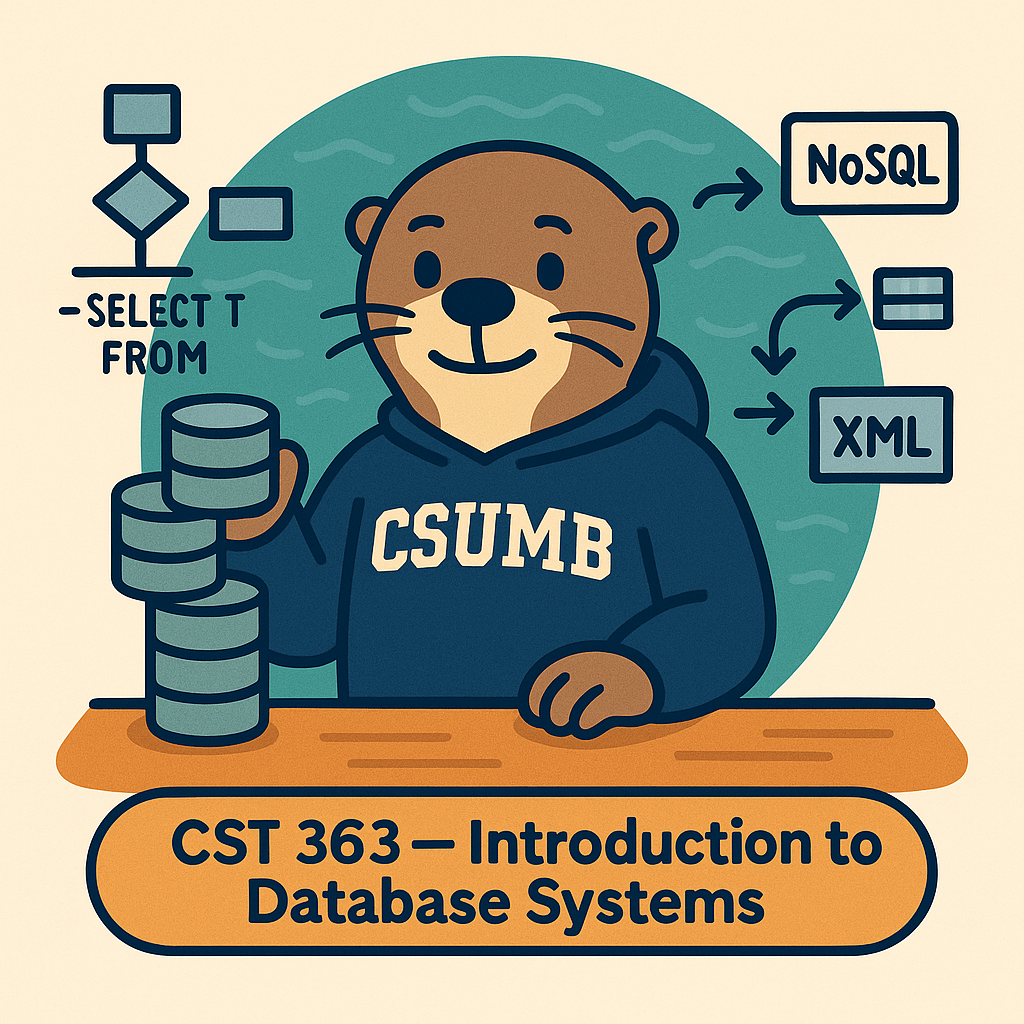 -SELECT T
FROM
NoSQL
XML
CSUMB
CST 363 — Introduction to
Database Systems